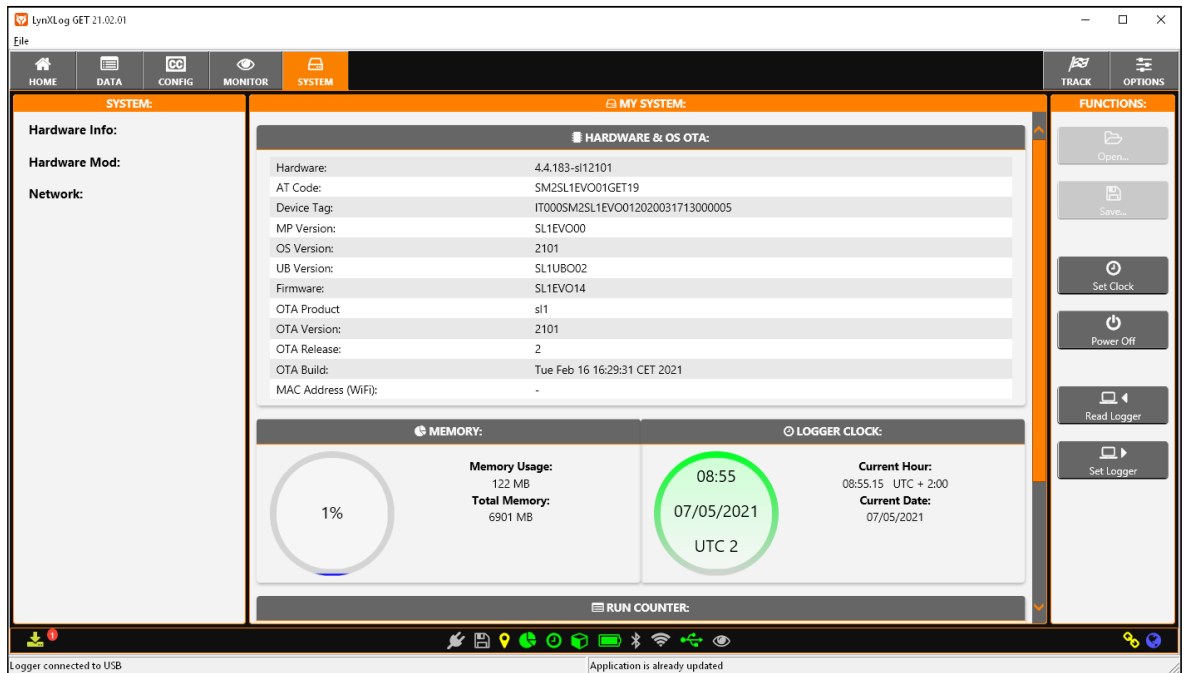 LynXLog GET 21.02.01
File
HOME DATA CONFIG MONITOR SYSTEM TRACK OPTIONS
CC
SYSTEM:
Hardware Info:
Hardware Mod:
Network:
MY SYSTEM:
HARDWARE & OS OTA:
Hardware: 4.4.183-sl12101
AT Code: SM2SL1EVO01GET19
Device Tag: IT000SM2SL1EVO012020031713000005
MP Version: SL1EVO00
OS Version: 2101
UB Version: SL1UBO02
Firmware: SL1EVO14
OTA Product sl1
OTA Version: 2101
OTA Release: 2
OTA Build: Tue Feb 16 16:29:31 CET 2021
MAC Address (WiFi): -
MEMORY:
1%
Memory Usage:
122 MB
Total Memory:
6901 MB
LOGGER CLOCK:
08:55
07/05/2021
UTC 2
Current Hour:
08:55.15 UTC + 2:00
Current Date:
07/05/2021
RUN COUNTER:
FUNCTIONS:
Open...
Save...
Set Clock
Power Off
Read Logger
Set Logger
1
Logger connected to USB
Application is already updated